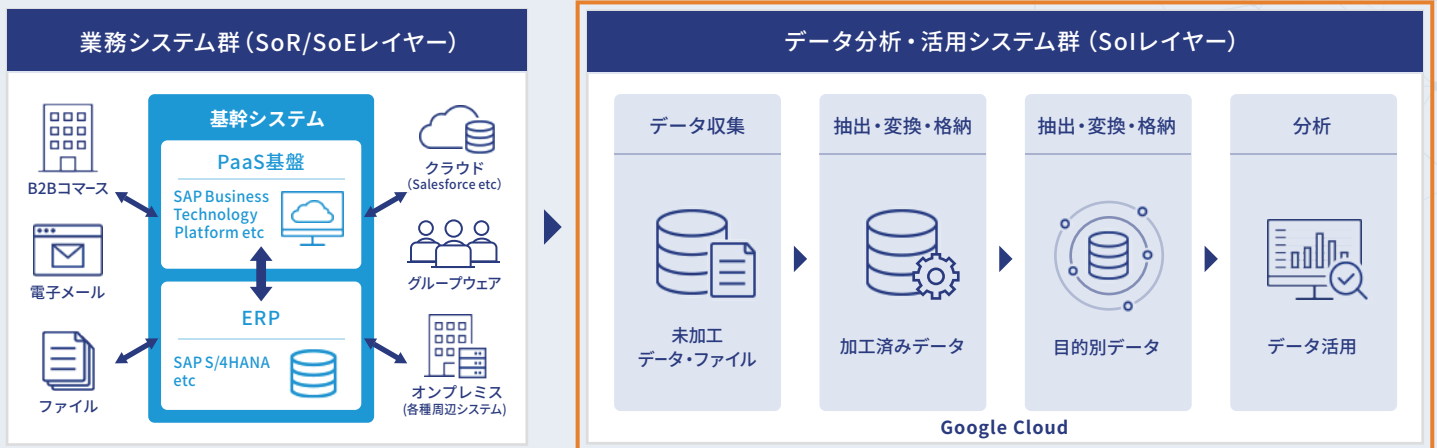 業務システム群（SoR/SoEレイヤー）
B2Bコマース
電子メール
ファイル
基幹システム
PaaS基盤
SAP Business
Technology
Platform etc
ERP
SAP S/4HANA
etc
クラウド
（Salesforce etc）
グループウェア
オンプレミス
(各種周辺システム)
データ分析・活用システム群（SoIレイヤー）
データ収集
未加工
データ・ファイル
抽出・変換・格納
加工済みデータ
抽出・変換・格納
目的別データ
分析
データ活用
Google Cloud